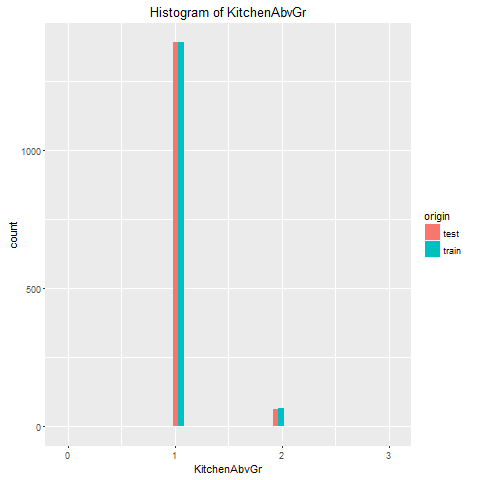 Histogram of KitchenAbvGr
count
1000
500
0
0 1 2 3
KitchenAbvGr
origin
test
train